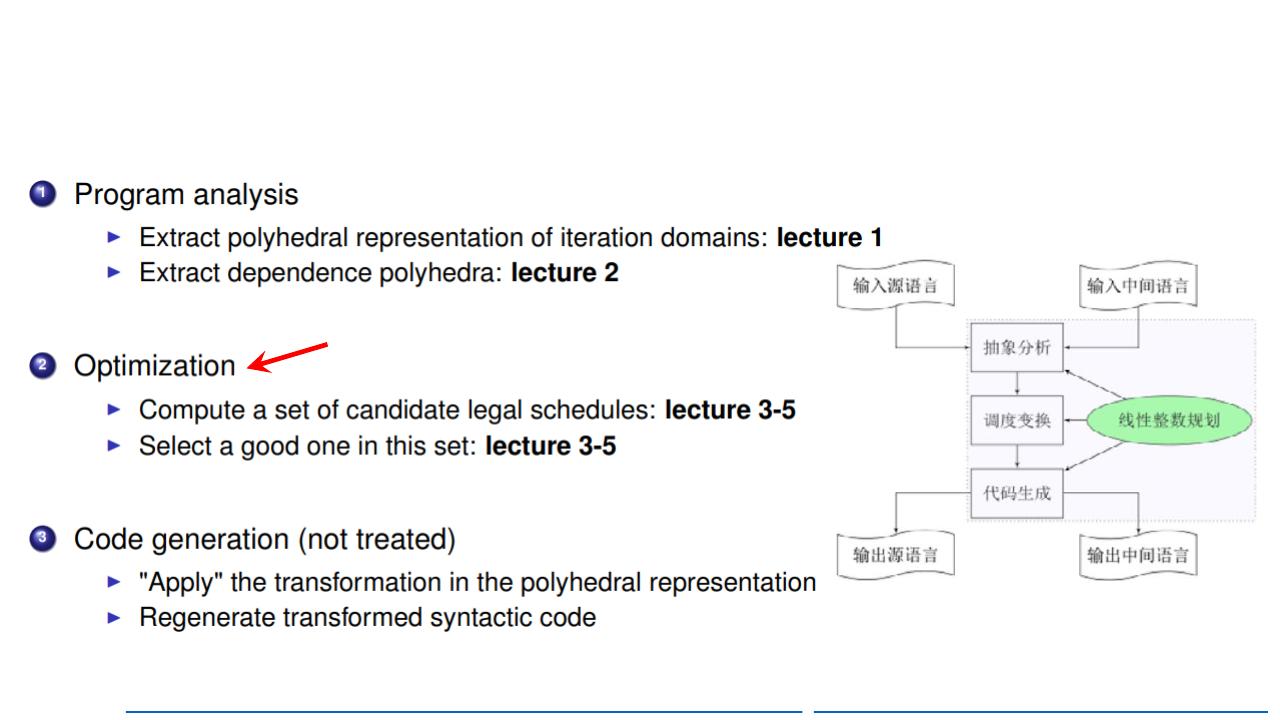 1 Program analysis
► Extract polyhedral representation of iteration domains: lecture 1
► Extract dependence polyhedra: lecture 2
2 Optimization
► Compute a set of candidate legal schedules: lecture 3-5
► Select a good one in this set: lecture 3-5
3 Code generation (not treated)
► "Apply" the transformation in the polyhedral representation
► Regenerate transformed syntactic code
输入源语言
输入中间语言
抽象分析
调度变换
线性整数规划
代码生成
输出源语言
输出中间语言